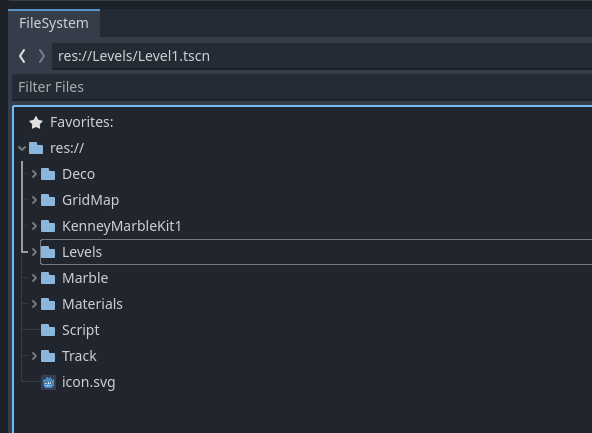 FileSystem
res://Levels/Level1.tscn
Filter Files
Favorites:
res://
Deco
GridMap
KenneyMarbleKit1
Levels
Marble
Materials
Script
Track
icon.svg